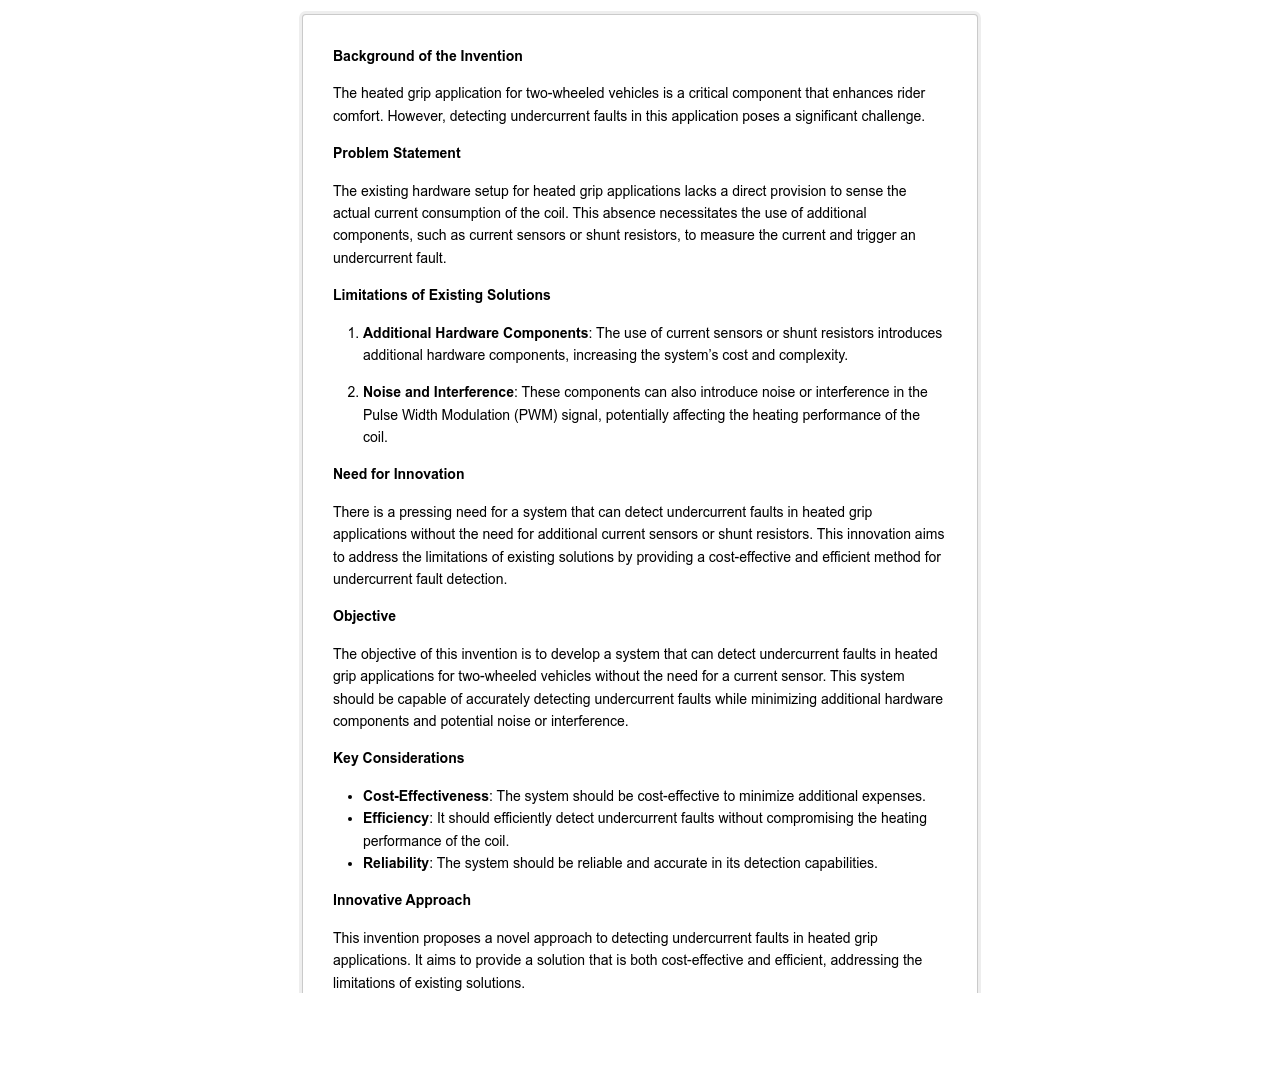 Background of the Invention
The heated grip application for two-wheeled vehicles is a critical component that enhances rider
comfort. However, detecting undercurrent faults in this application poses a significant challenge.
Problem Statement
The existing hardware setup for heated grip applications lacks a direct provision to sense the
actual current consumption of the coil. This absence necessitates the use of additional
components, such as current sensors or shunt resistors, to measure the current and trigger an
undercurrent fault.
Limitations of Existing Solutions
1. Additional Hardware Components: The use of current sensors or shunt resistors introduces
additional hardware components, increasing the system’s cost and complexity.
2. Noise and Interference: These components can also introduce noise or interference in the
Pulse Width Modulation (PWM) signal, potentially affecting the heating performance of the
coil.
Need for Innovation
There is a pressing need for a system that can detect undercurrent faults in heated grip
applications without the need for additional current sensors or shunt resistors. This innovation aims
to address the limitations of existing solutions by providing a cost-effective and efficient method for
undercurrent fault detection.
Objective
The objective of this invention is to develop a system that can detect undercurrent faults in heated
grip applications for two-wheeled vehicles without the need for a current sensor. This system
should be capable of accurately detecting undercurrent faults while minimizing additional hardware
components and potential noise or interference.
Key Considerations
• Cost-Effectiveness: The system should be cost-effective to minimize additional expenses.
• Efficiency: It should efficiently detect undercurrent faults without compromising the heating
performance of the coil.
• Reliability: The system should be reliable and accurate in its detection capabilities.
Innovative Approach
This invention proposes a novel approach to detecting undercurrent faults in heated grip
applications. It aims to provide a solution that is both cost-effective and efficient, addressing the
limitations of existing solutions.